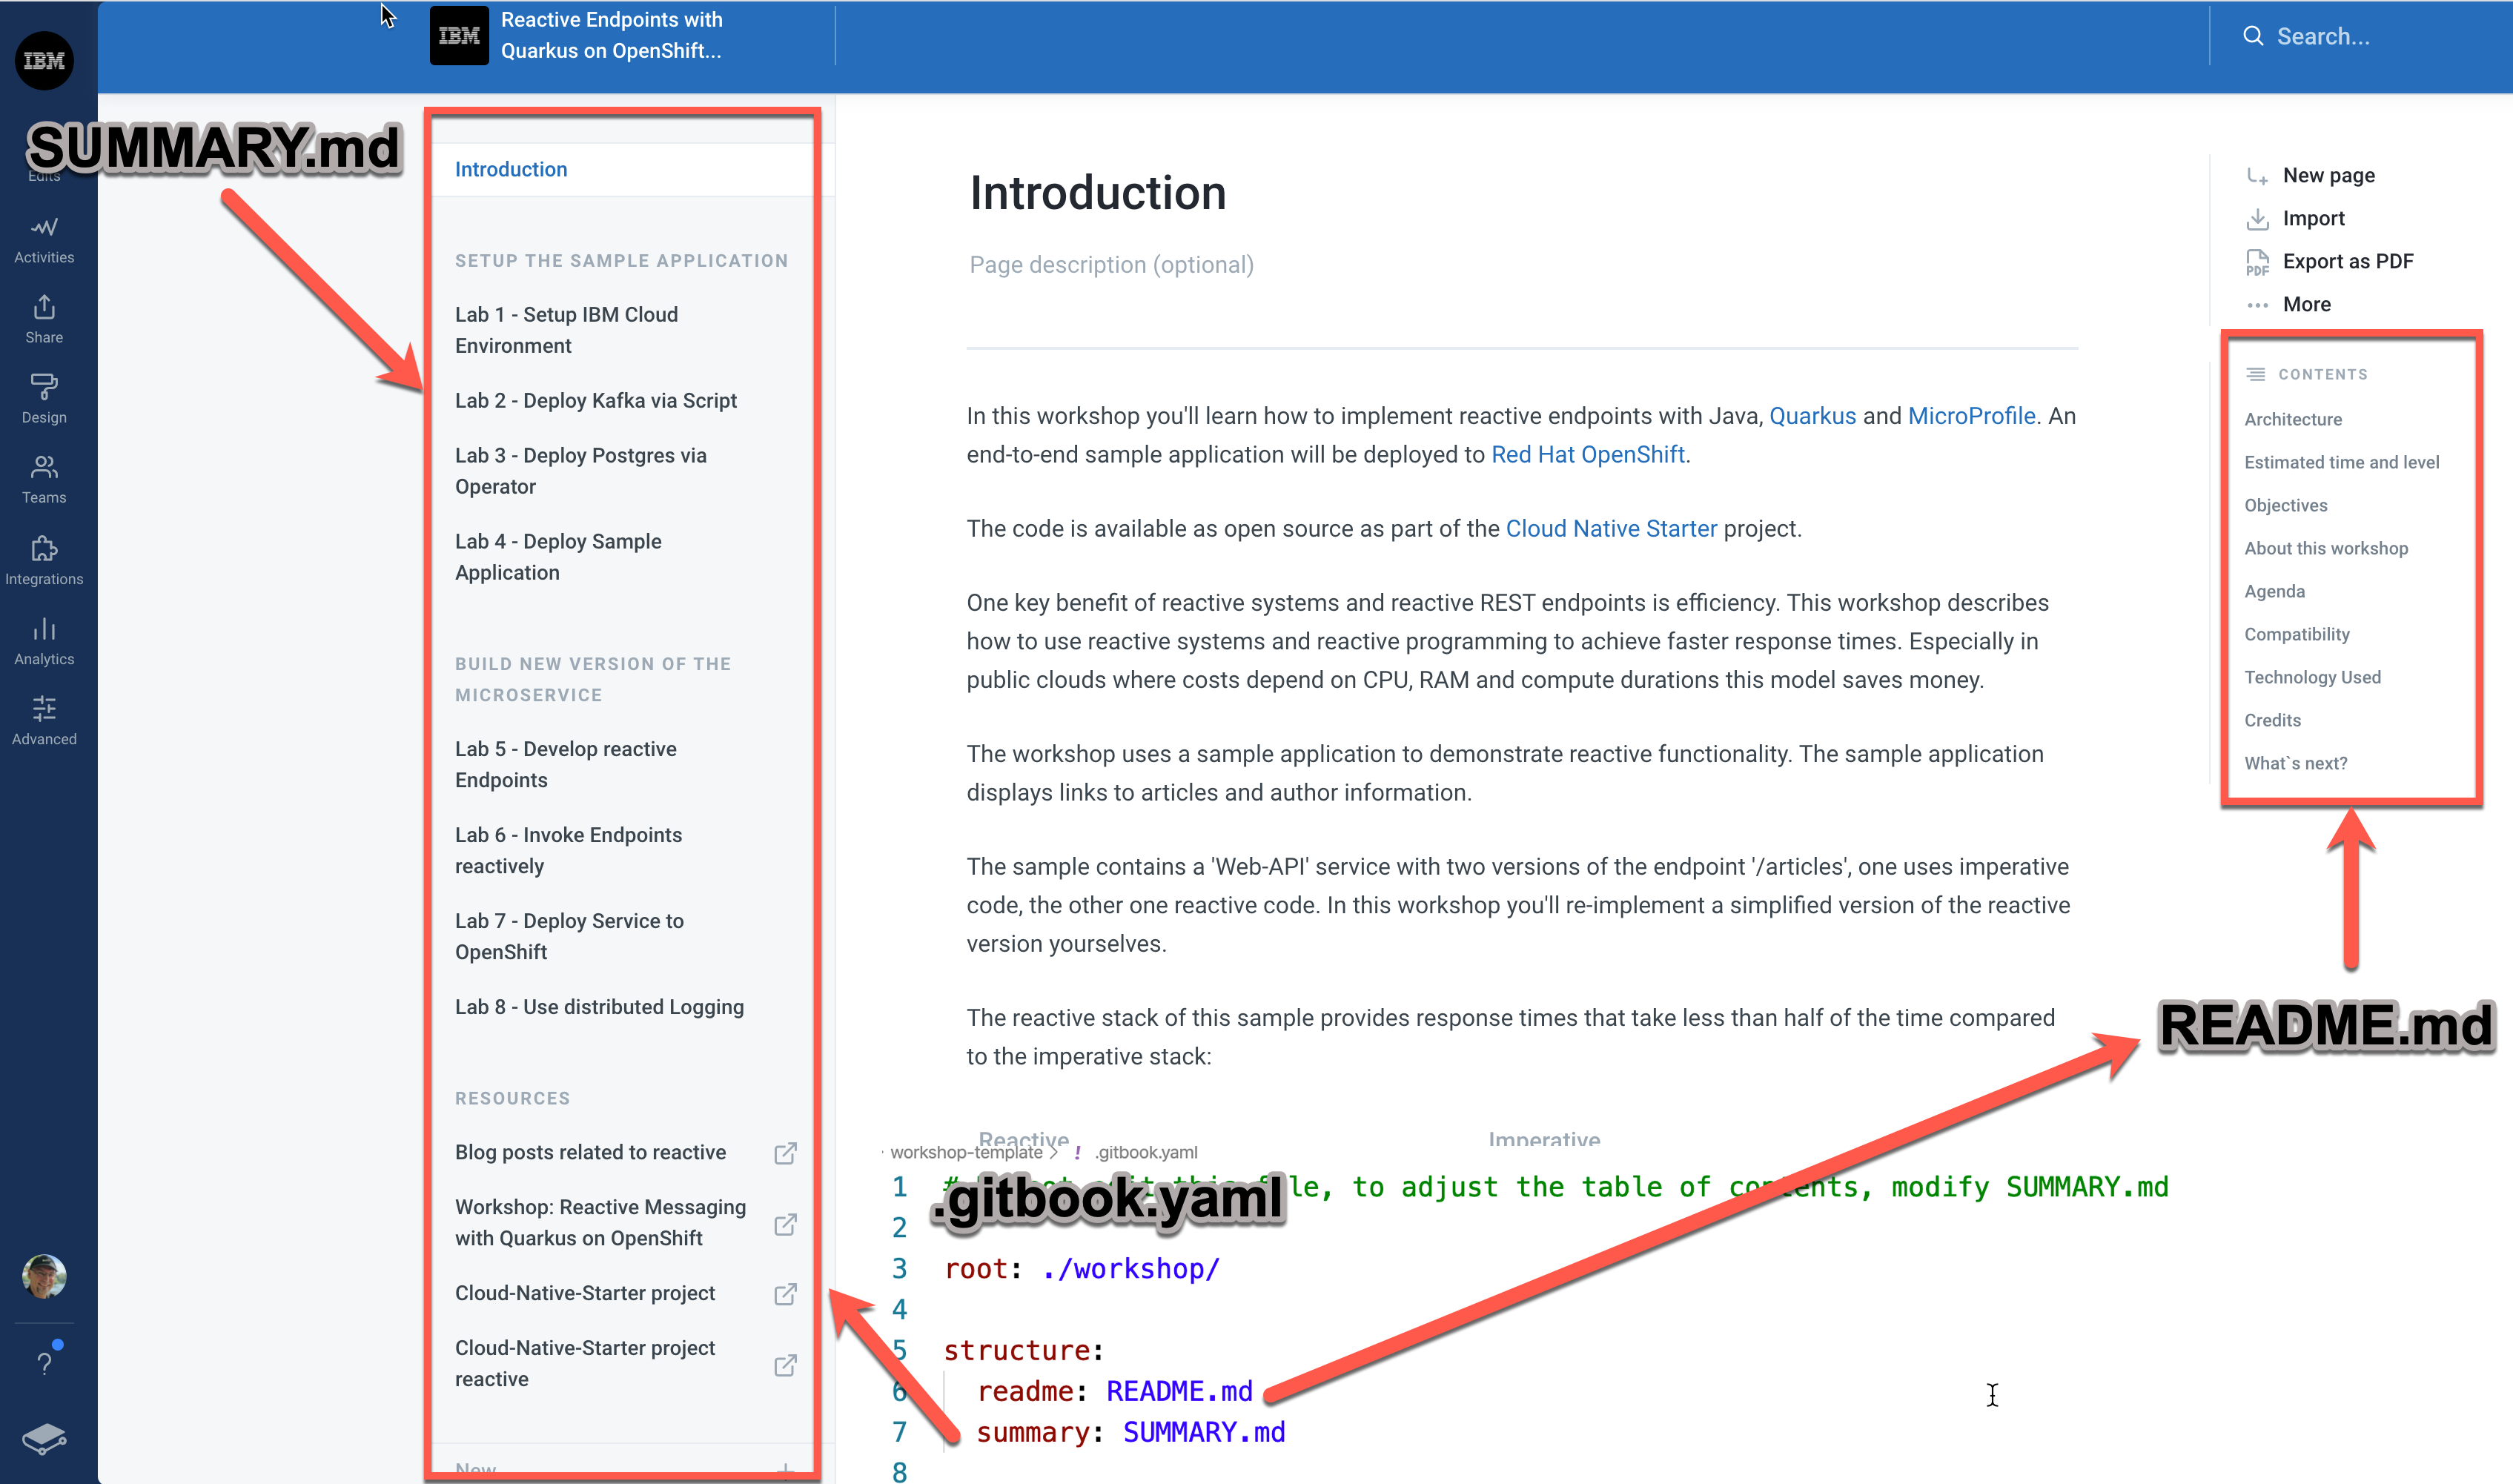 IBM
IBM
Reactive Endpoints with
Quarkus on OpenShift...
Search...
SUMMARY.md
Edits
Activities
Share
Design
Teams
Integrations
Analytics
Advanced
?
Introduction
SETUP THE SAMPLE APPLICATION
Lab 1 - Setup IBM Cloud
Environment
Lab 2 - Deploy Kafka via Script
Lab 3 - Deploy Postgres via
Operator
Lab 4 - Deploy Sample
Application
BUILD NEW VERSION OF THE
MICROSERVICE
Lab 5 - Develop reactive
Endpoints
Lab 6 - Invoke Endpoints
reactively
Lab 7 - Deploy Service to
OpenShift
Lab 8 - Use distributed Logging
RESOURCES
Blog posts related to reactive
Workshop: Reactive Messaging
with Quarkus on OpenShift
Cloud-Native-Starter project
Cloud-Native-Starter project
reactive
New
Introduction
Page description (optional)
In this workshop you'll learn how to implement reactive endpoints with Java, Quarkus and MicroProfile. An
end-to-end sample application will be deployed to Red Hat OpenShift.
The code is available as open source as part of the Cloud Native Starter project.
One key benefit of reactive systems and reactive REST endpoints is efficiency. This workshop describes
how to use reactive systems and reactive programming to achieve faster response times. Especially in
public clouds where costs depend on CPU, RAM and compute durations this model saves money.
The workshop uses a sample application to demonstrate reactive functionality. The sample application
displays links to articles and author information.
The sample contains a 'Web-API' service with two versions of the endpoint '/articles', one uses imperative
code, the other one reactive code. In this workshop you'll re-implement a simplified version of the reactive
version yourselves.
The reactive stack of this sample provides response times that take less than half of the time compared
to the imperative stack:
Reactive Imperative
workshop-template > ! .gitbook.yaml
1 # this file, to adjust the table of contents, modify SUMMARY.md
.gitbook.yaml
2
3 root: ./workshop/
4
5 structure:
6 readme: README.md
7 summary: SUMMARY.md
8
New page
Import
PDF Export as PDF
More
CONTENTS
Architecture
Estimated time and level
Objectives
About this workshop
Agenda
Compatibility
Technology Used
Credits
What`s next?
README.md